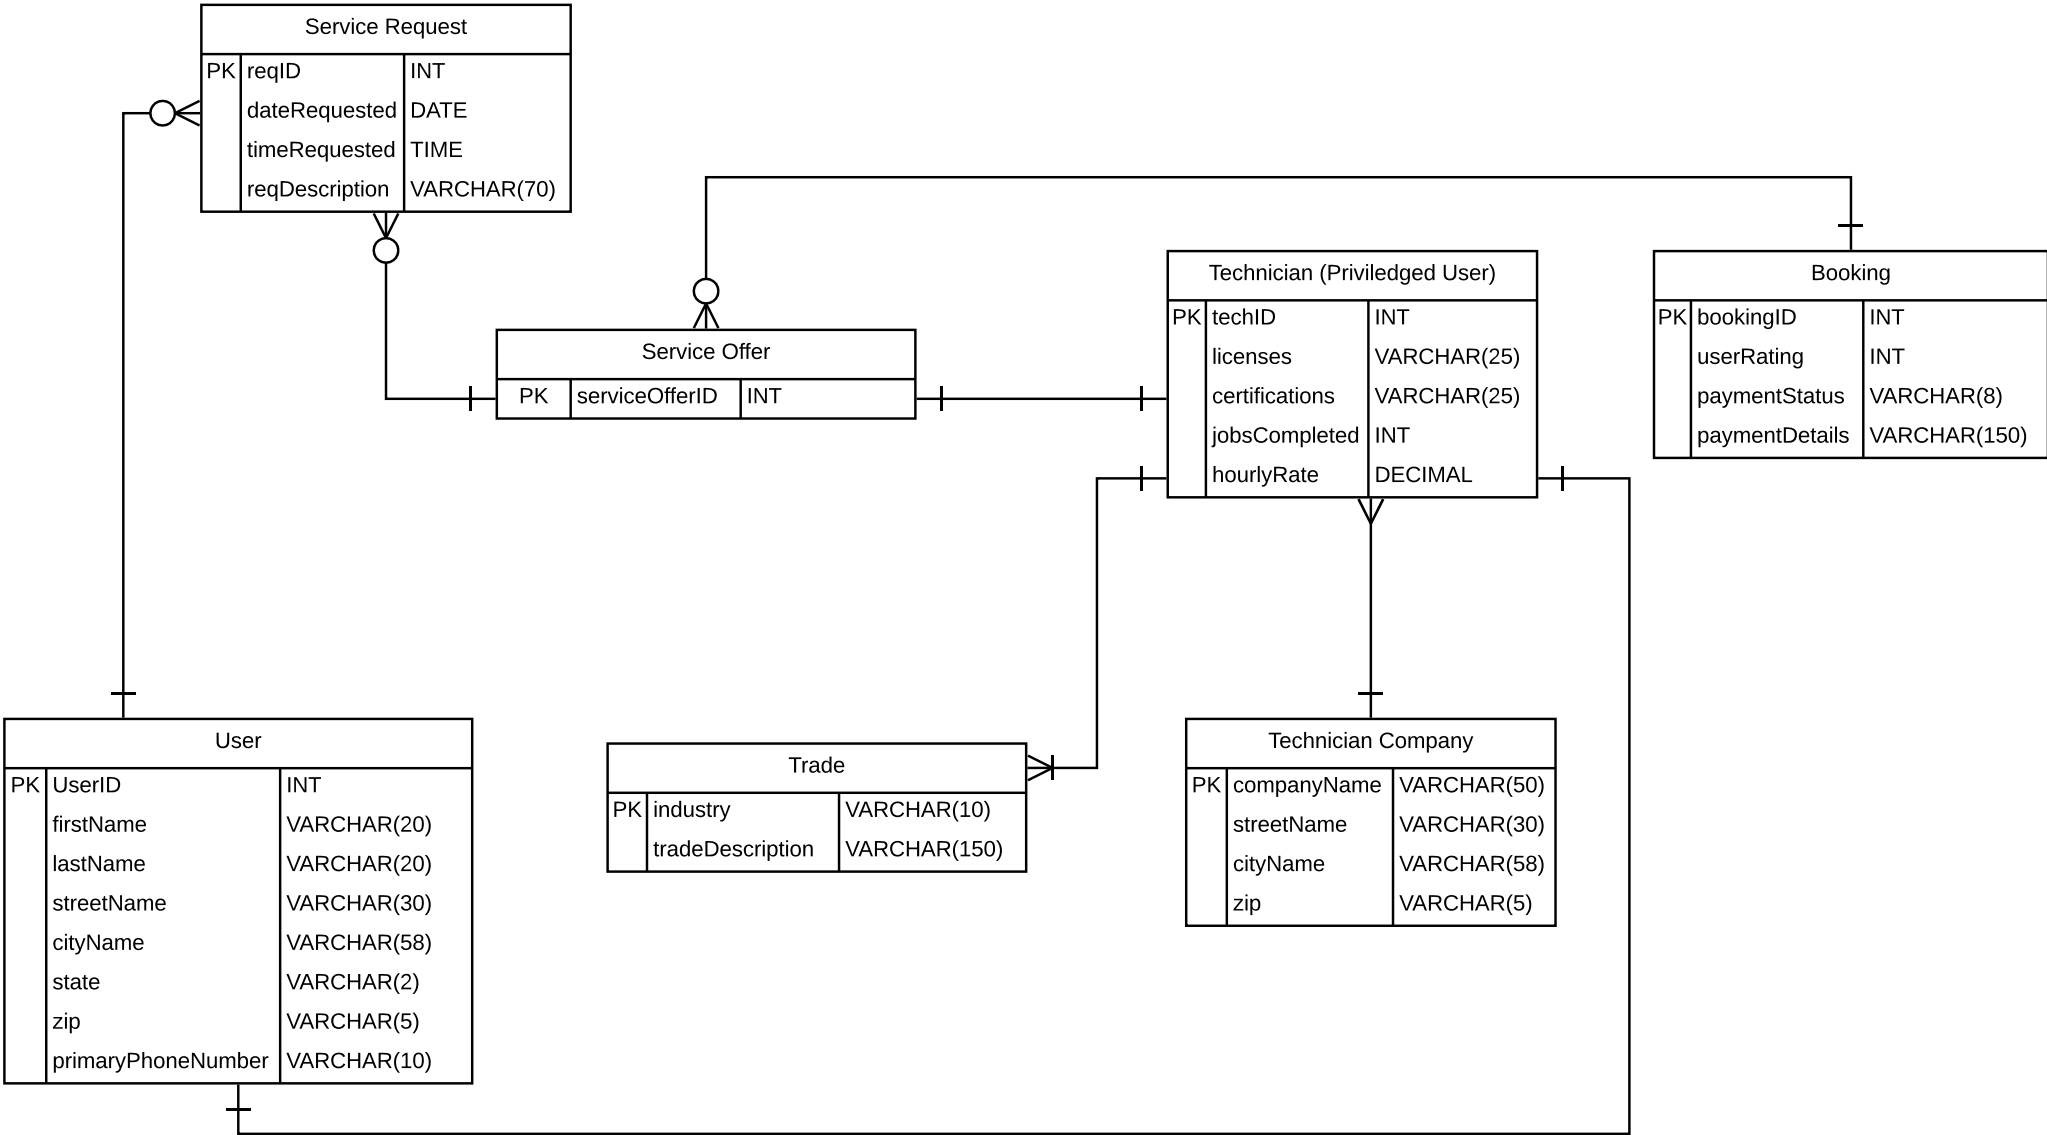 Service Request
PK reqID INT
dateRequested DATE
timeRequested TIME
reqDescription VARCHAR(70)
Service Offer
PK serviceOfferID INT
Technician (Priviledged User)
PK techID INT
licenses VARCHAR(25)
certifications VARCHAR(25)
jobsCompleted INT
hourlyRate DECIMAL
Booking
PK bookingID INT
userRating INT
paymentStatus VARCHAR(8)
paymentDetails VARCHAR(150)
User
PK UserID INT
firstName VARCHAR(20)
lastName VARCHAR(20)
streetName VARCHAR(30)
cityName VARCHAR(58)
state VARCHAR(2)
zip VARCHAR(5)
primaryPhoneNumber VARCHAR(10)
Trade
PK industry VARCHAR(10)
tradeDescription VARCHAR(150)
Technician Company
PK companyName VARCHAR(50)
streetName VARCHAR(30)
cityName VARCHAR(58)
zip VARCHAR(5)